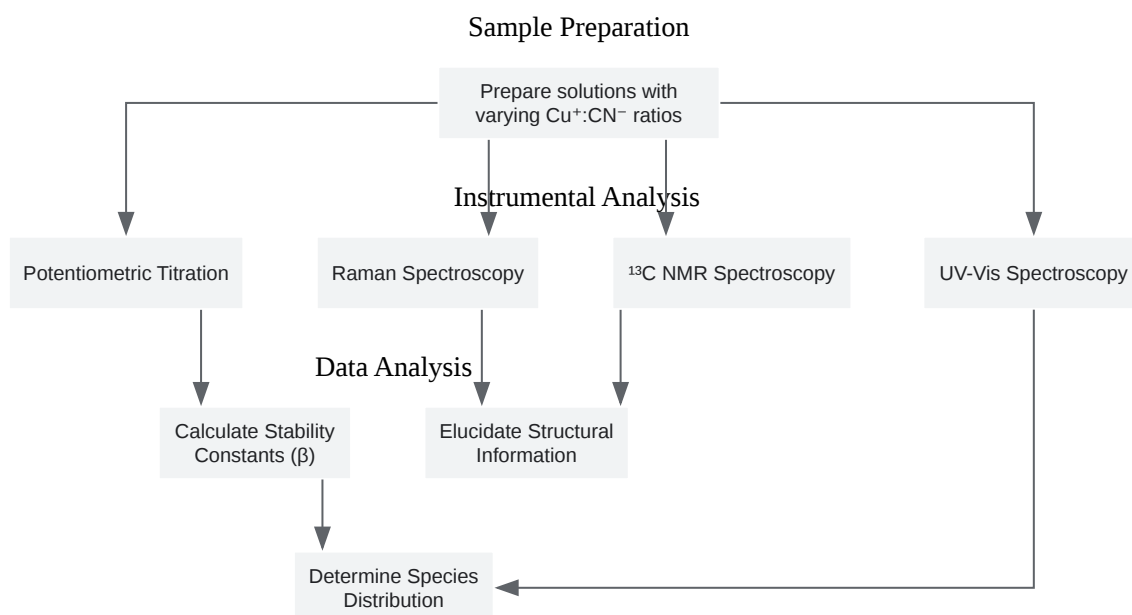 Sample Preparation
Prepare solutions with
varying Cu⁺:CN⁻ ratios
Instrumental Analysis
Potentiometric Titration
Raman Spectroscopy
¹³C NMR Spectroscopy
UV-Vis Spectroscopy
Data Analysis
Calculate Stability
Constants (β)
Elucidate Structural
Information
Determine Species
Distribution